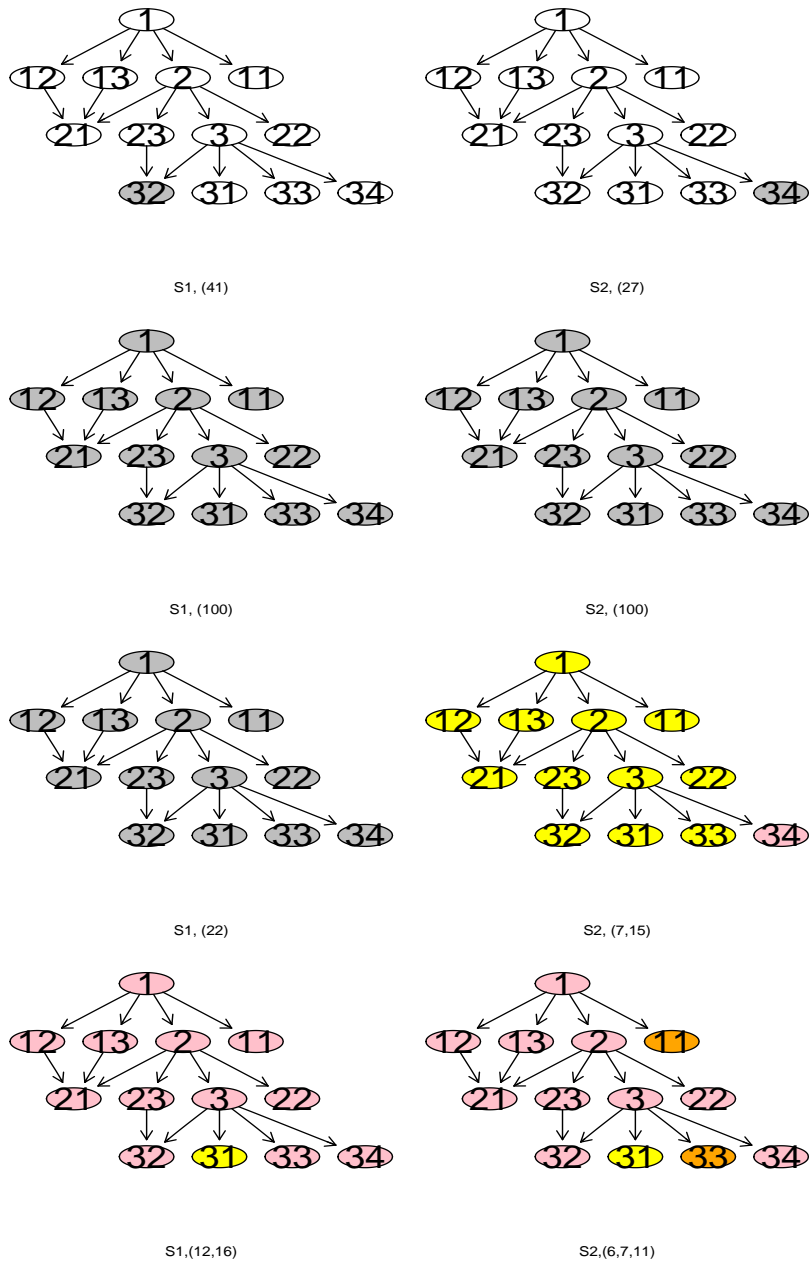 1 1
12 13 2 11 12 13 2 11
21 23 3 22 21 23 3 22
32 31 33 34 32 31 33 34
S1, (41) S2, (27)
1 1
12 13 2 11 12 13 2 11
21 23 3 22 21 23 3 22
32 31 33 34 32 31 33 34
S1, (100) S2, (100)
1 1
12 13 2 11 12 13 2 11
21 23 3 22 21 23 3 22
32 31 33 34 32 31 33 34
S1, (22) S2, (7,15)
1 1
12 13 2 11 12 13 2 11
21 23 3 22 21 23 3 22
32 31 33 34 32 31 33 34
S1,(12,16) S2,(6,7,11)